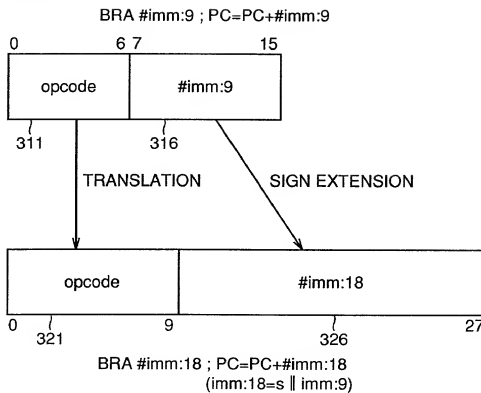 BRA #imm:9 ; PC=PC+#imm:9
0 6 7 15
opcode #imm:9
311 316
TRANSLATION SIGN EXTENSION
opcode #imm:18
0 9 27
321 326
BRA #imm:18 ; PC=PC+#imm:18
(imm:18=s || imm:9)